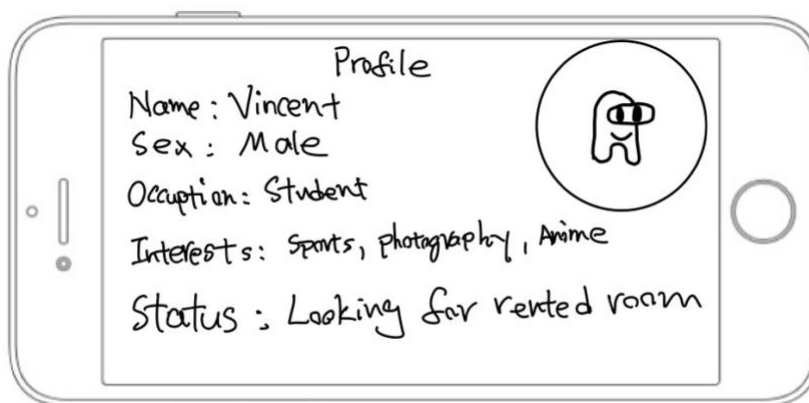 Profile
Name: Vincent
Sex: Male
Occuption: Student
Interests: Sports, photography, Anime
Status: Looking for rented room